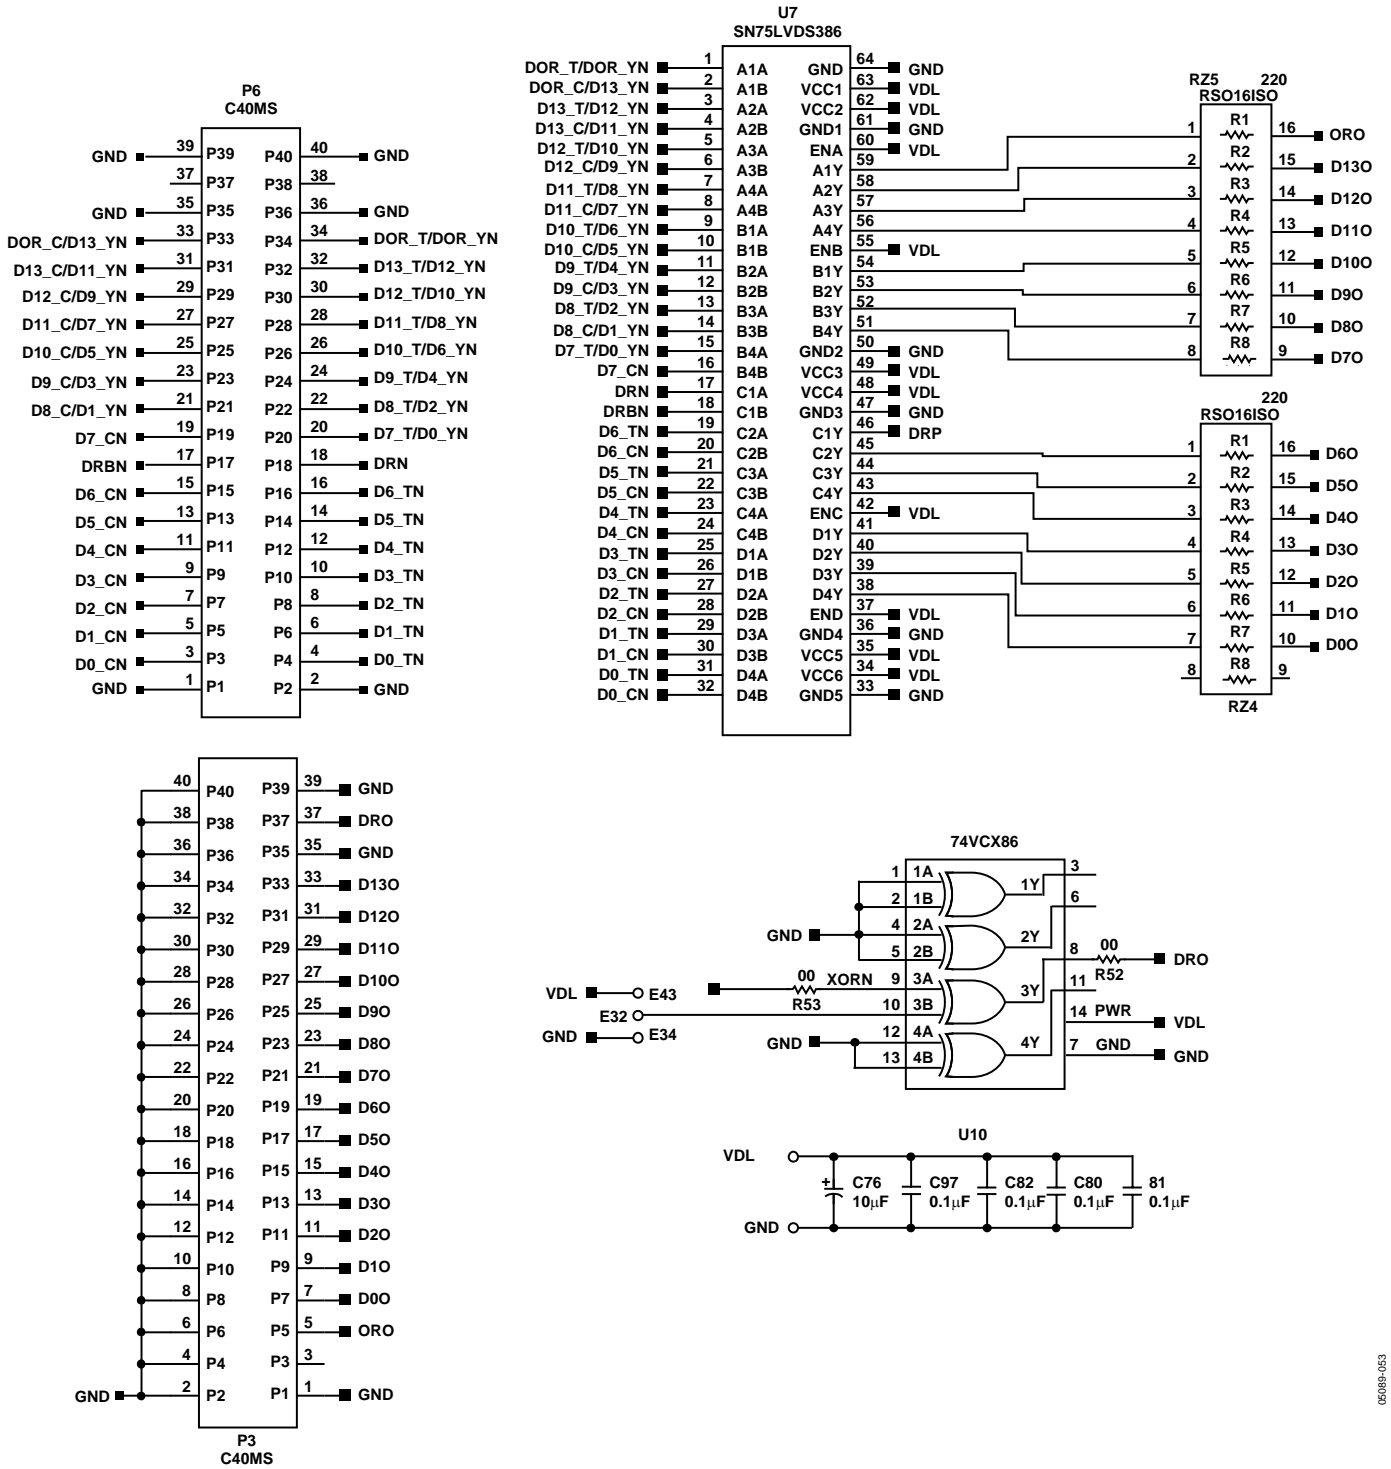 P6
C40MS
GND 39 P39 P40 40 GND
37 P37 P38 38
GND 35 P35 P36 36 GND
DOR_C/D13_YN 33 P33 P34 34 DOR_T/DOR_YN
D13_C/D11_YN 31 P31 P32 32 D13_T/D12_YN
D12_C/D9_YN 29 P29 P30 30 D12_T/D10_YN
D11_C/D7_YN 27 P27 P28 28 D11_T/D8_YN
D10_C/D5_YN 25 P25 P26 26 D10_T/D6_YN
D9_C/D3_YN 23 P23 P24 24 D9_T/D4_YN
D8_C/D1_YN 21 P21 P22 22 D8_T/D2_YN
D7_CN 19 P19 P20 20 D7_T/D0_YN
DRBN 17 P17 P18 18 DRN
D6_CN 15 P15 P16 16 D6_TN
D5_CN 13 P13 P14 14 D5_TN
D4_CN 11 P11 P12 12 D4_TN
D3_CN 9 P9 P10 10 D3_TN
D2_CN 7 P7 P8 8 D2_TN
D1_CN 5 P5 P6 6 D1_TN
D0_CN 3 P3 P4 4 D0_TN
GND 1 P1 P2 2 GND
U7
SN75LVDS386
DOR_T/DOR_YN 1 A1A GND 64 GND
DOR_C/D13_YN 2 A1B VCC1 63 VDL
D13_T/D12_YN 3 A2A VCC2 62 VDL
D13_C/D11_YN 4 A2B GND1 61 GND
D12_T/D10_YN 5 A3A ENA 60 VDL
D12_C/D9_YN 6 A3B A1Y 59
D11_T/D8_YN 7 A4A A2Y 58
D11_C/D7_YN 8 A4B A3Y 57
D10_T/D6_YN 9 B1A A4Y 56
D10_C/D5_YN 10 B1B ENB 55 VDL
D9_T/D4_YN 11 B2A B1Y 54
D9_C/D3_YN 12 B2B B2Y 53
D8_T/D2_YN 13 B3A B3Y 52
D8_C/D1_YN 14 B3B B4Y 51
D7_T/D0_YN 15 B4A GND2 50 GND
D7_CN 16 B4B VCC3 49 VDL
DRN 17 C1A VCC4 48 VDL
DRBN 18 C1B GND3 47 GND
D6_TN 19 C2A C1Y 46 DRP
D6_CN 20 C2B C2Y 45
D5_TN 21 C3A C3Y 44
D5_CN 22 C3B C4Y 43
D4_TN 23 C4A ENC 42 VDL
D4_CN 24 C4B D1Y 41
D3_TN 25 D1A D2Y 40
D3_CN 26 D1B D3Y 39
D2_TN 27 D2A D4Y 38
D2_CN 28 D2B END 37 VDL
D1_TN 29 D3A GND4 36 GND
D1_CN 30 D3B VCC5 35 VDL
D0_TN 31 D4A VCC6 34 VDL
D0_CN 32 D4B GND5 33 GND
RZ5 220
RSO16ISO
1 R1 16 ORO
2 R2 15 D13O
3 R3 14 D12O
4 R4 13 D11O
5 R5 12 D10O
6 R6 11 D9O
7 R7 10 D8O
8 R8 9 D7O
220
RSO16ISO
1 R1 16 D6O
2 R2 15 D5O
3 R3 14 D4O
4 R4 13 D3O
5 R5 12 D2O
6 R6 11 D1O
7 R7 10 D0O
8 R8 9
RZ4
40 P40 P39 39 GND
38 P38 P37 37 DRO
36 P36 P35 35 GND
34 P34 P33 33 D13O
32 P32 P31 31 D12O
30 P30 P29 29 D11O
28 P28 P27 27 D10O
26 P26 P25 25 D9O
24 P24 P23 23 D8O
22 P22 P21 21 D7O
20 P20 P19 19 D6O
18 P18 P17 17 D5O
16 P16 P15 15 D4O
14 P14 P13 13 D3O
12 P12 P11 11 D2O
10 P10 P9 9 D1O
8 P8 P7 7 D0O
6 P6 P5 5 ORO
4 P4 P3 3
GND 2 P2 P1 1 GND
P3
C40MS
74VCX86
1 1A 1Y 3
2 1B
GND 4 2A 2Y 6
5 2B
VDL E43 00 R53 XORN 9 3A 3Y 8 00 R52 DRO
E32 10 3B
GND E34
GND 12 4A 4Y 11
13 4B
14 PWR VDL
7 GND GND
U10
VDL
+ C76 10µF
C97 0.1µF
C82 0.1µF
C80 0.1µF
81 0.1µF
GND
05089-053